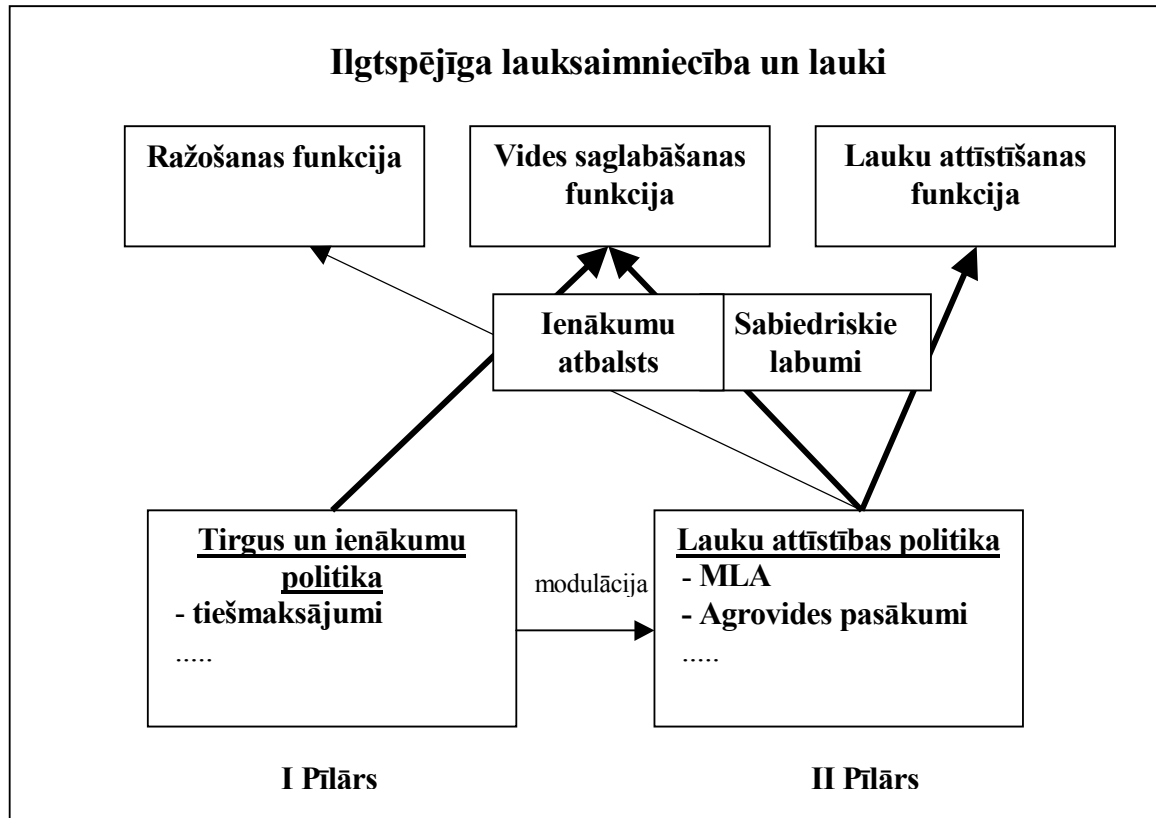 Ilgtspējīga lauksaimniecība un lauki
Ražošanas funkcija
Vides saglabāšanas
funkcija
Lauku attīstīšanas
funkcija
Ienākumu
atbalsts
Sabiedriskie
labumi
Tirgus un ienākumu
politika
- tiešmaksājumi
.....
modulācija
Lauku attīstības politika
- MLA
- Agrovides pasākumi
.....
I Pīlārs
II Pīlārs